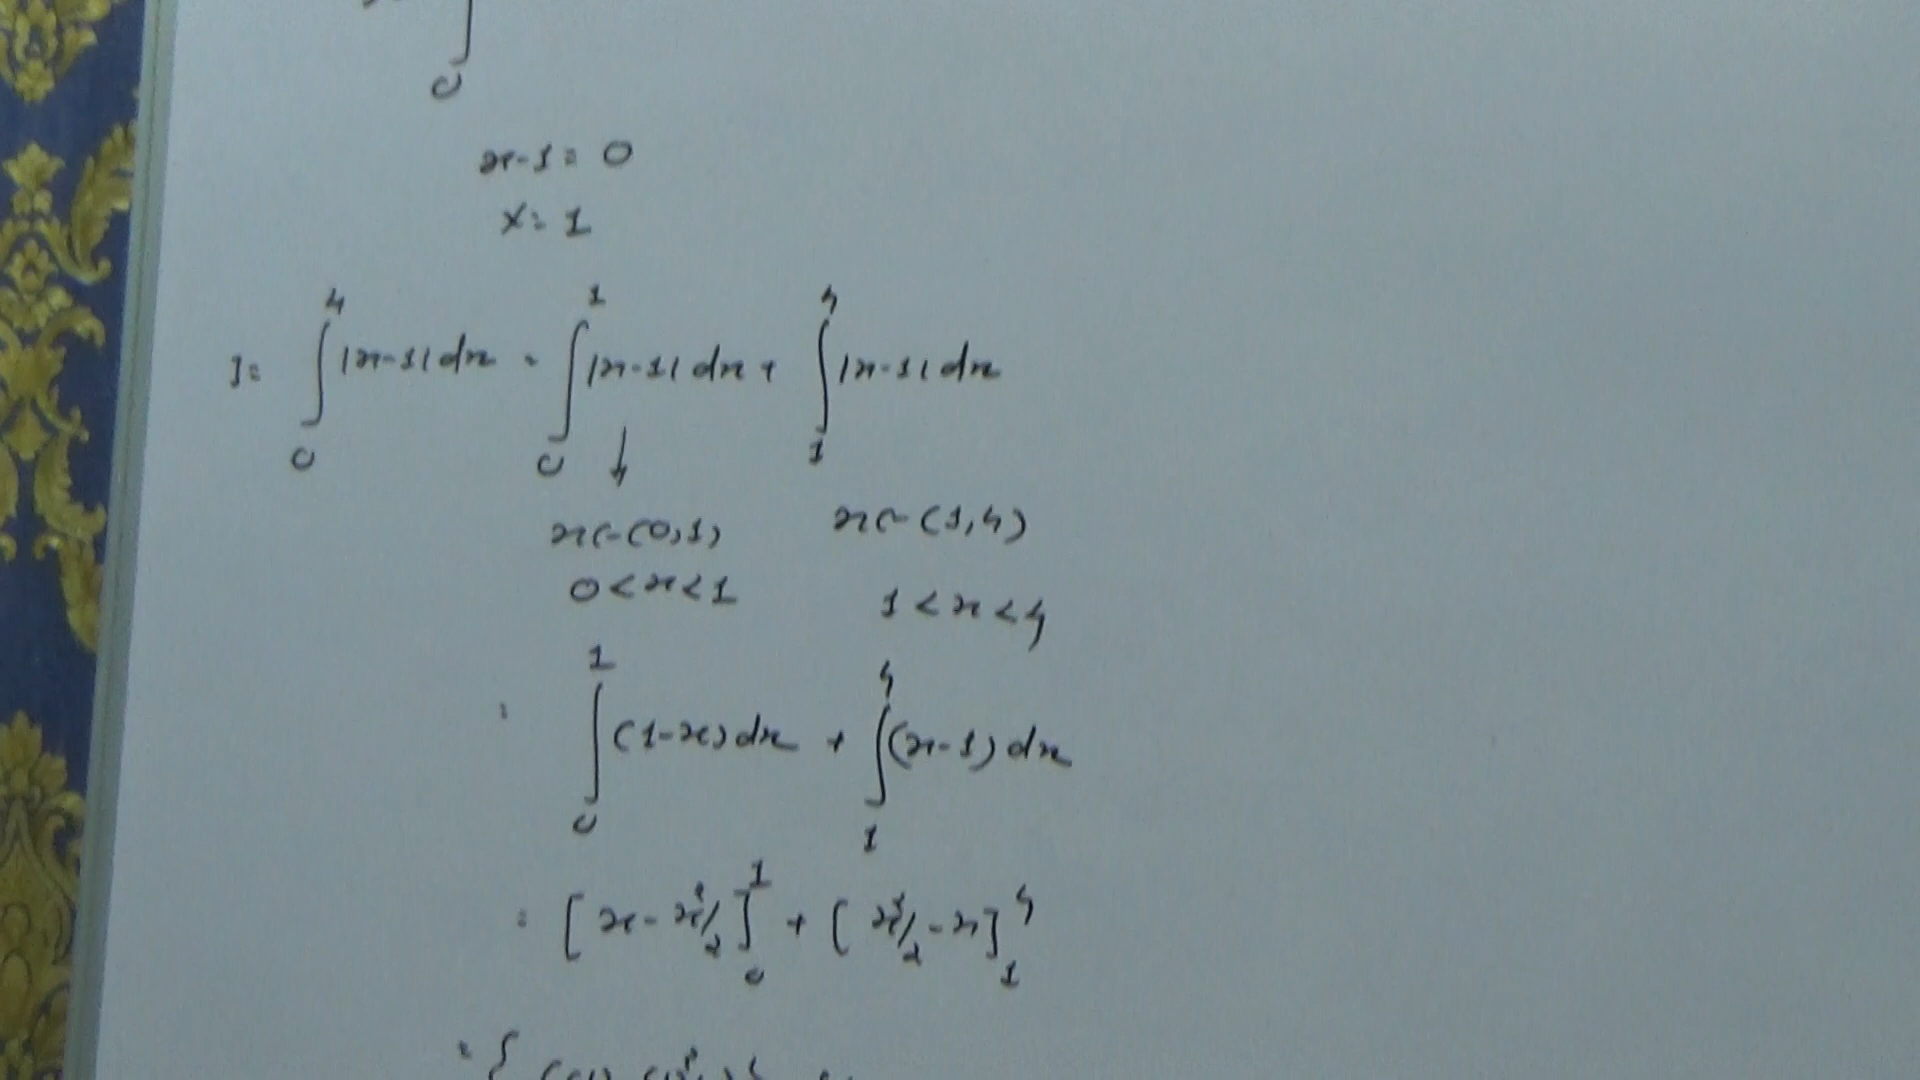 0
x-1=0
x=1
I= ∫₀⁴ |x-1| dx = ∫₀¹ |x-1| dx + ∫₁⁴ |x-1| dx
↓
x∈(0,1) x∈(1,4)
0<x<1 1<x<4
= ∫₀¹ (1-x) dx + ∫₁⁴ (x-1) dx
= [x-x²/2]₀¹ + [x²/2-x]₁⁴
= {